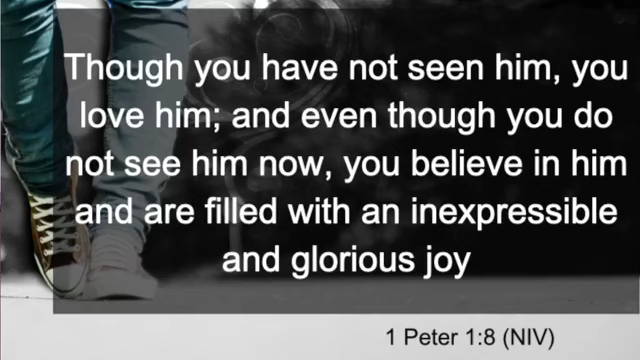 Though you have not seen him, you
love him; and even though you do
not see him now, you believe in him
and are filled with an inexpressible
and glorious joy
1 Peter 1:8 (NIV)